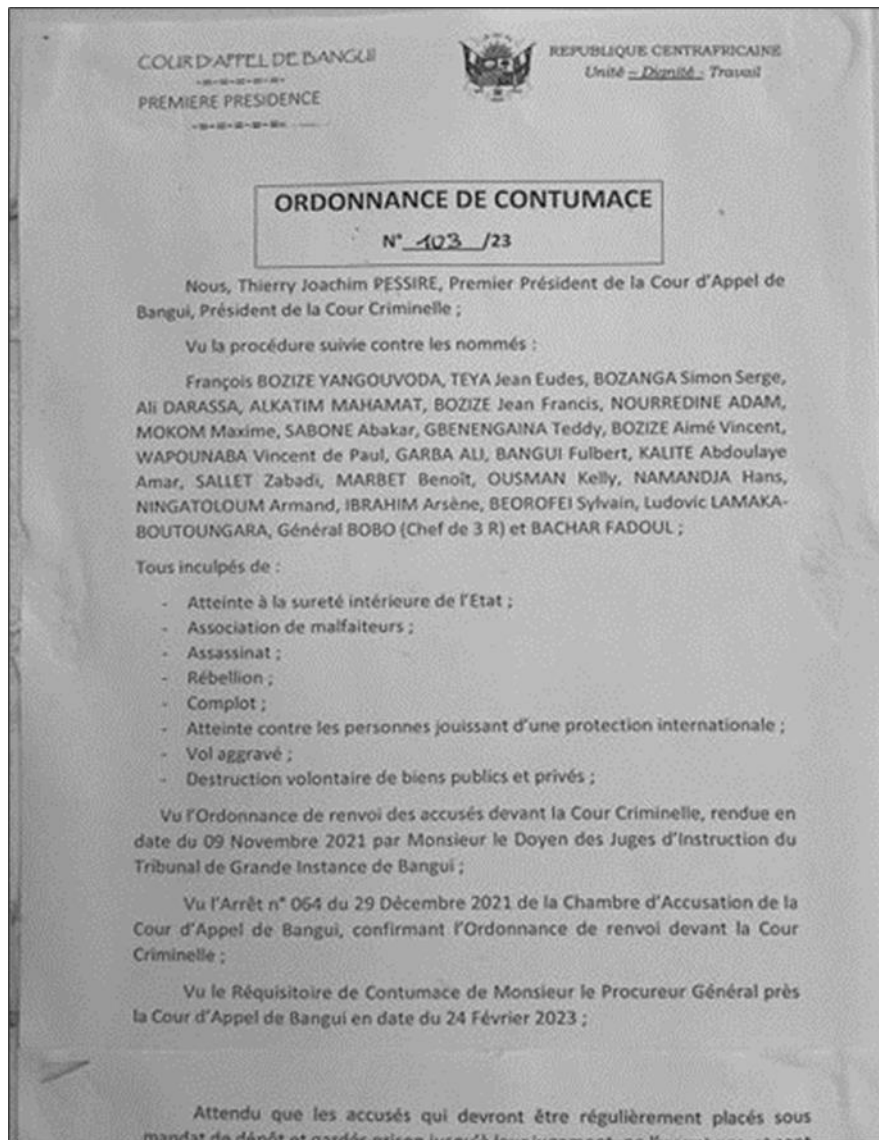 COUR D'APPEL DE BANGUI
-=-=-=-=-=-
PREMIERE PRESIDENCE
-=-=-=-=-=-
REPUBLIQUE CENTRAFRICAINE
Unité – Dignité - Travail
ORDONNANCE DE CONTUMACE
N° 103 /23
Nous, Thierry Joachim PESSIRE, Premier Président de la Cour d'Appel de
Bangui, Président de la Cour Criminelle ;
Vu la procédure suivie contre les nommés :
François BOZIZE YANGOUVODA, TEYA Jean Eudes, BOZANGA Simon Serge,
Ali DARASSA, ALKATIM MAHAMAT, BOZIZE Jean Francis, NOURREDINE ADAM,
MOKOM Maxime, SABONE Abakar, GBENENGAINA Teddy, BOZIZE Aimé Vincent,
WAPOUNABA Vincent de Paul, GARBA ALI, BANGUI Fulbert, KALITE Abdoulaye
Amar, SALLET Zabadi, MARBET Benoît, OUSMAN Kelly, NAMANDJA Hans,
NINGATOLOUM Armand, IBRAHIM Arsène, BEOROFEI Sylvain, Ludovic LAMAKA-
BOUTOUNGARA, Général BOBO (Chef de 3 R) et BACHAR FADOUL ;
Tous inculpés de :
- Atteinte à la sureté intérieure de l'Etat ;
- Association de malfaiteurs ;
- Assassinat ;
- Rébellion ;
- Complot ;
- Atteinte contre les personnes jouissant d'une protection internationale ;
- Vol aggravé ;
- Destruction volontaire de biens publics et privés ;
Vu l'Ordonnance de renvoi des accusés devant la Cour Criminelle, rendue en
date du 09 Novembre 2021 par Monsieur le Doyen des Juges d'Instruction du
Tribunal de Grande Instance de Bangui ;
Vu l'Arrêt n° 064 du 29 Décembre 2021 de la Chambre d'Accusation de la
Cour d'Appel de Bangui, confirmant l'Ordonnance de renvoi devant la Cour
Criminelle ;
Vu le Réquisitoire de Contumace de Monsieur le Procureur Général près
la Cour d'Appel de Bangui en date du 24 Février 2023 ;
Attendu que les accusés qui devront être régulièrement placés sous
mandat de dépôt et gardés prison jusqu'à leur jugement